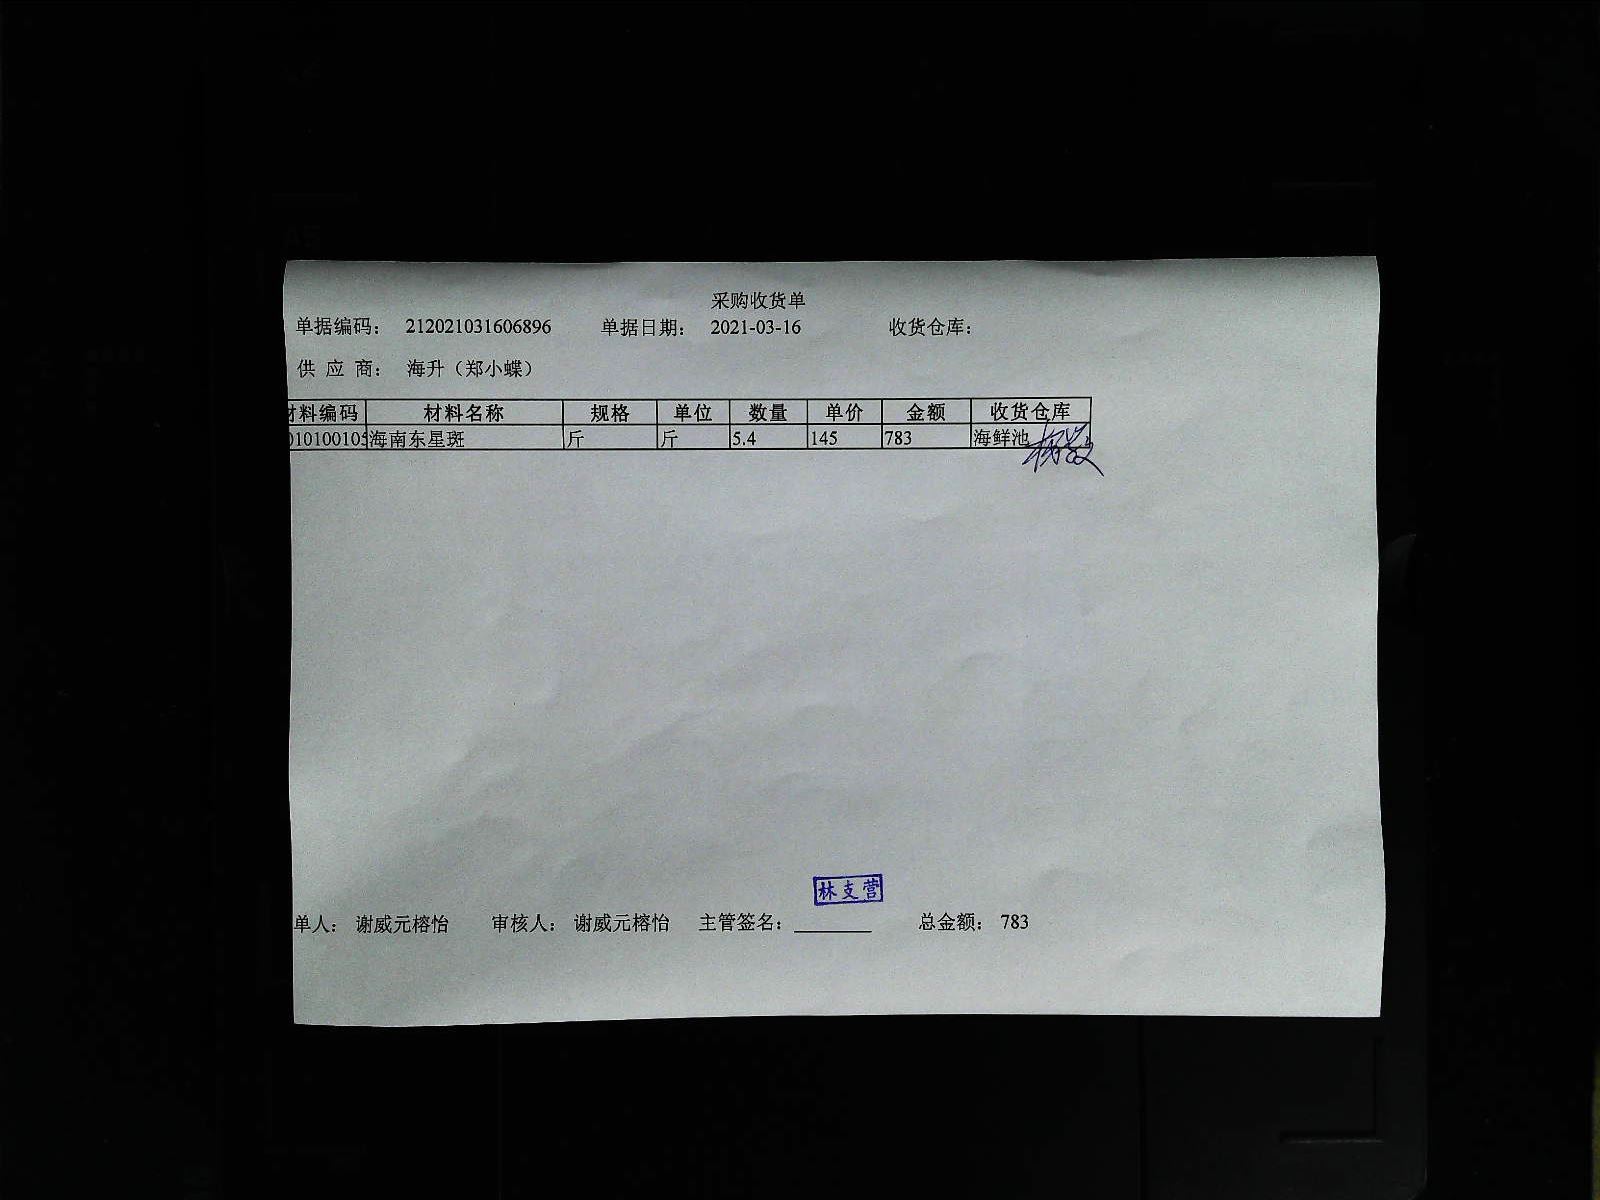 采购收货单
单据编码： 212021031606896 单据日期： 2021-03-16 收货仓库：
供 应 商： 海升（郑小蝶）
材料编码 材料名称 规格 单位 数量 单价 金额 收货仓库
010100105 海南东星斑 斤 斤 5.4 145 783 海鲜池
林支营
单人： 谢威元榕怡 审核人： 谢威元榕怡 主管签名： ________ 总金额： 783